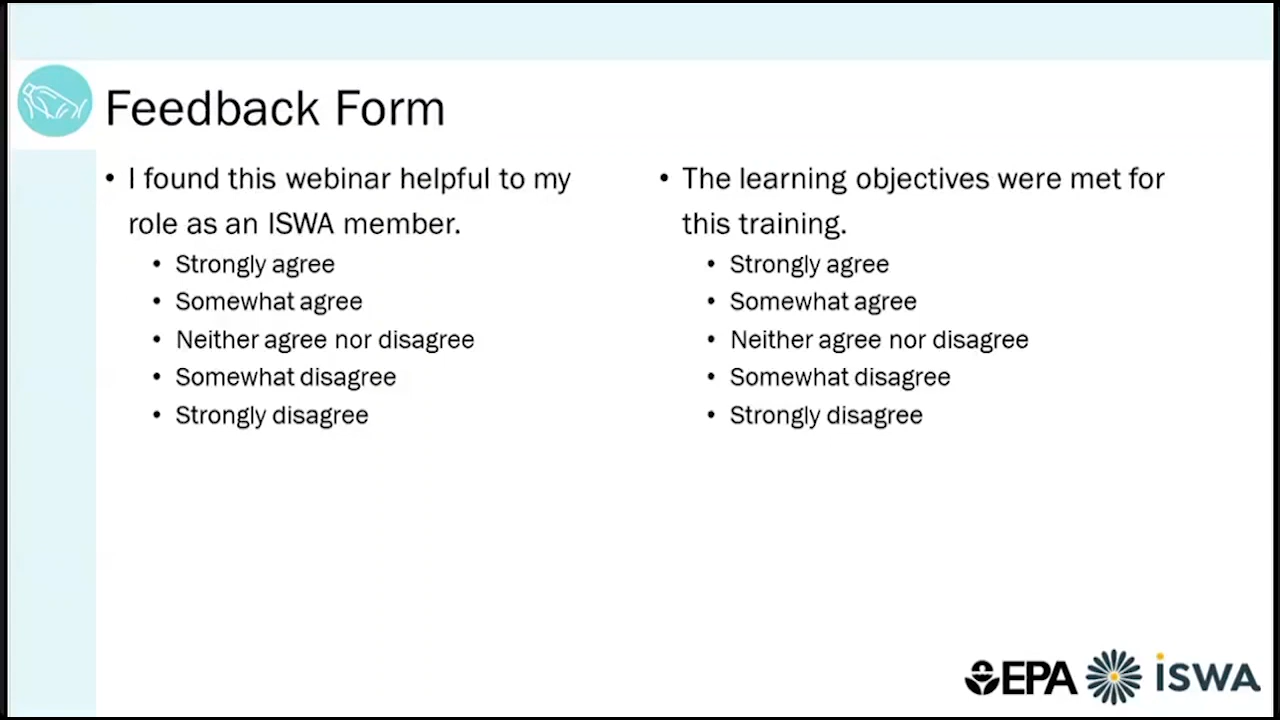 Feedback Form
• I found this webinar helpful to my
role as an ISWA member.
• Strongly agree
• Somewhat agree
• Neither agree nor disagree
• Somewhat disagree
• Strongly disagree
• The learning objectives were met for
this training.
• Strongly agree
• Somewhat agree
• Neither agree nor disagree
• Somewhat disagree
• Strongly disagree
EPA
iSWA